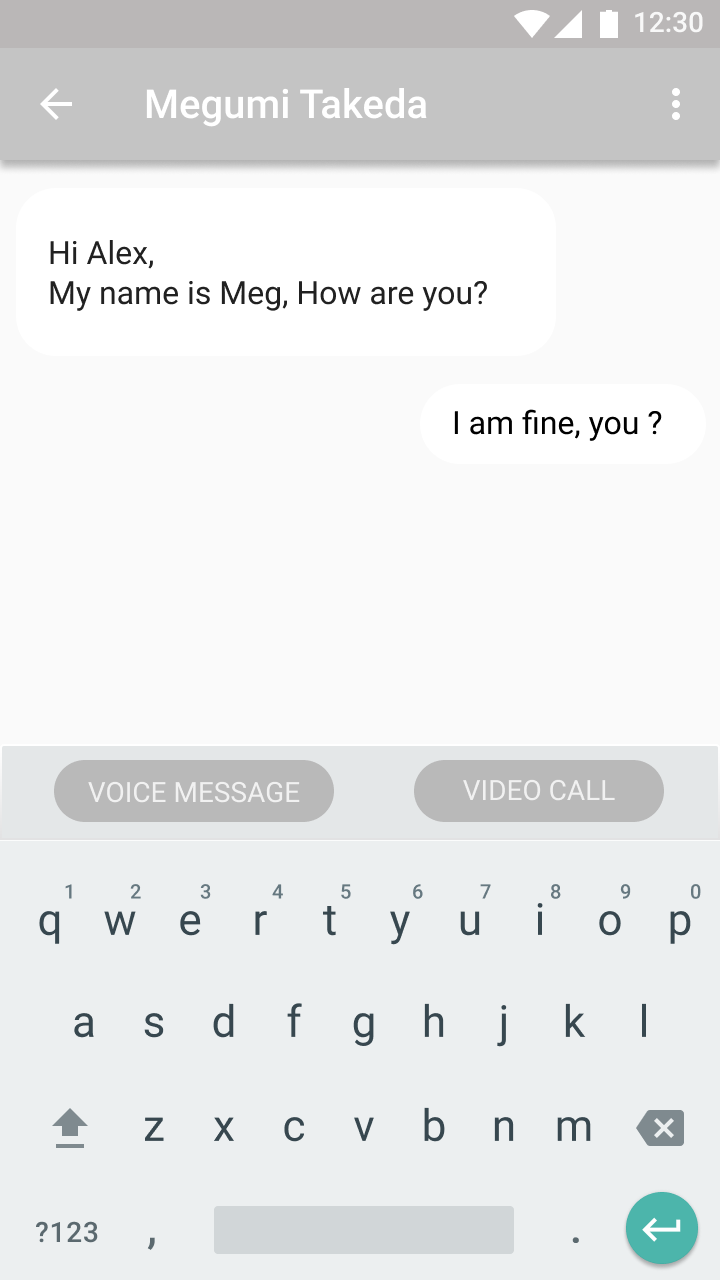 12:30
Megumi Takeda
Hi Alex,
My name is Meg, How are you?
I am fine, you ?
VOICE MESSAGE VIDEO CALL
1 2 3 4 5 6 7 8 9 0
q w e r t y u i o p
a s d f g h j k l
z x c v b n m
?123 , .